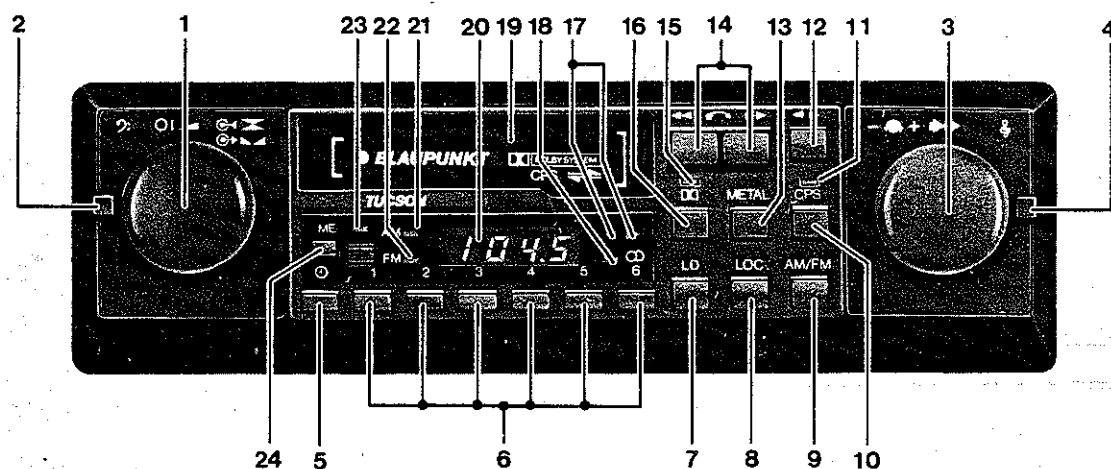 2 1 23 22 21 20 19 18 17 16 15 14 13 12 11 3 4
BLAUPUNKT
DOLBY SYSTEM
CPS
TUCSON
METAL CPS
ME
AM
FM
104.5
1 2 3 4 5 6
LD LOC AM/FM
24 5 6 7 8 9 10